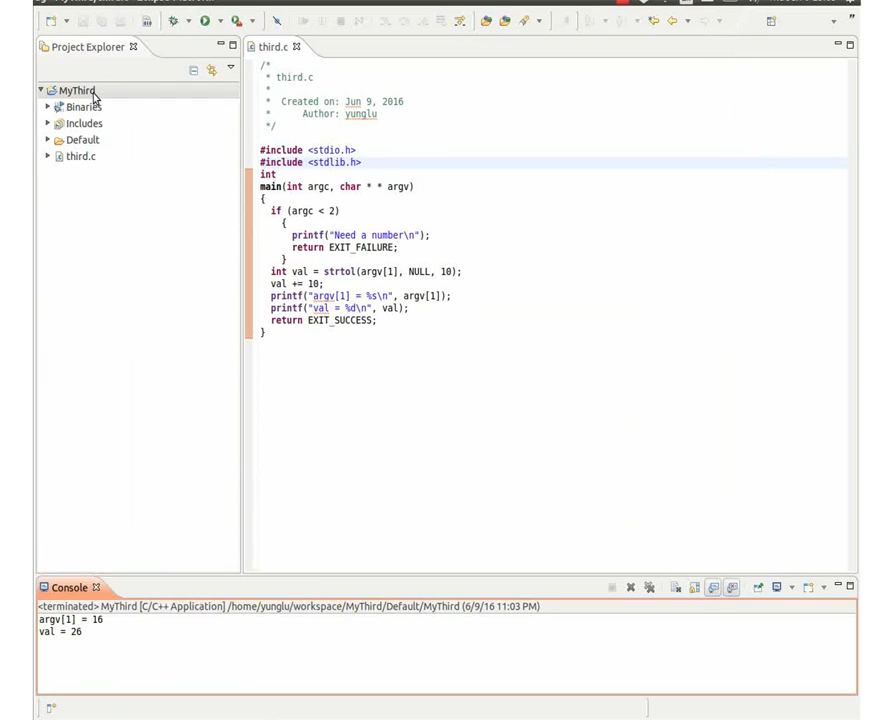 Project Explorer
MyThird
Binaries
Includes
Default
third.c
third.c
/*
* third.c
*
* Created on: Jun 9, 2016
* Author: yunglu
*/
#include <stdio.h>
#include <stdlib.h>
int
main(int argc, char * * argv)
{
if (argc < 2)
{
printf("Need a number\n");
return EXIT_FAILURE;
}
int val = strtol(argv[1], NULL, 10);
val += 10;
printf("argv[1] = %s\n", argv[1]);
printf("val = %d\n", val);
return EXIT_SUCCESS;
}
Console
<terminated> MyThird [C/C++ Application] /home/yunglu/workspace/MyThird/Default/MyThird (6/9/16 11:03 PM)
argv[1] = 16
val = 26